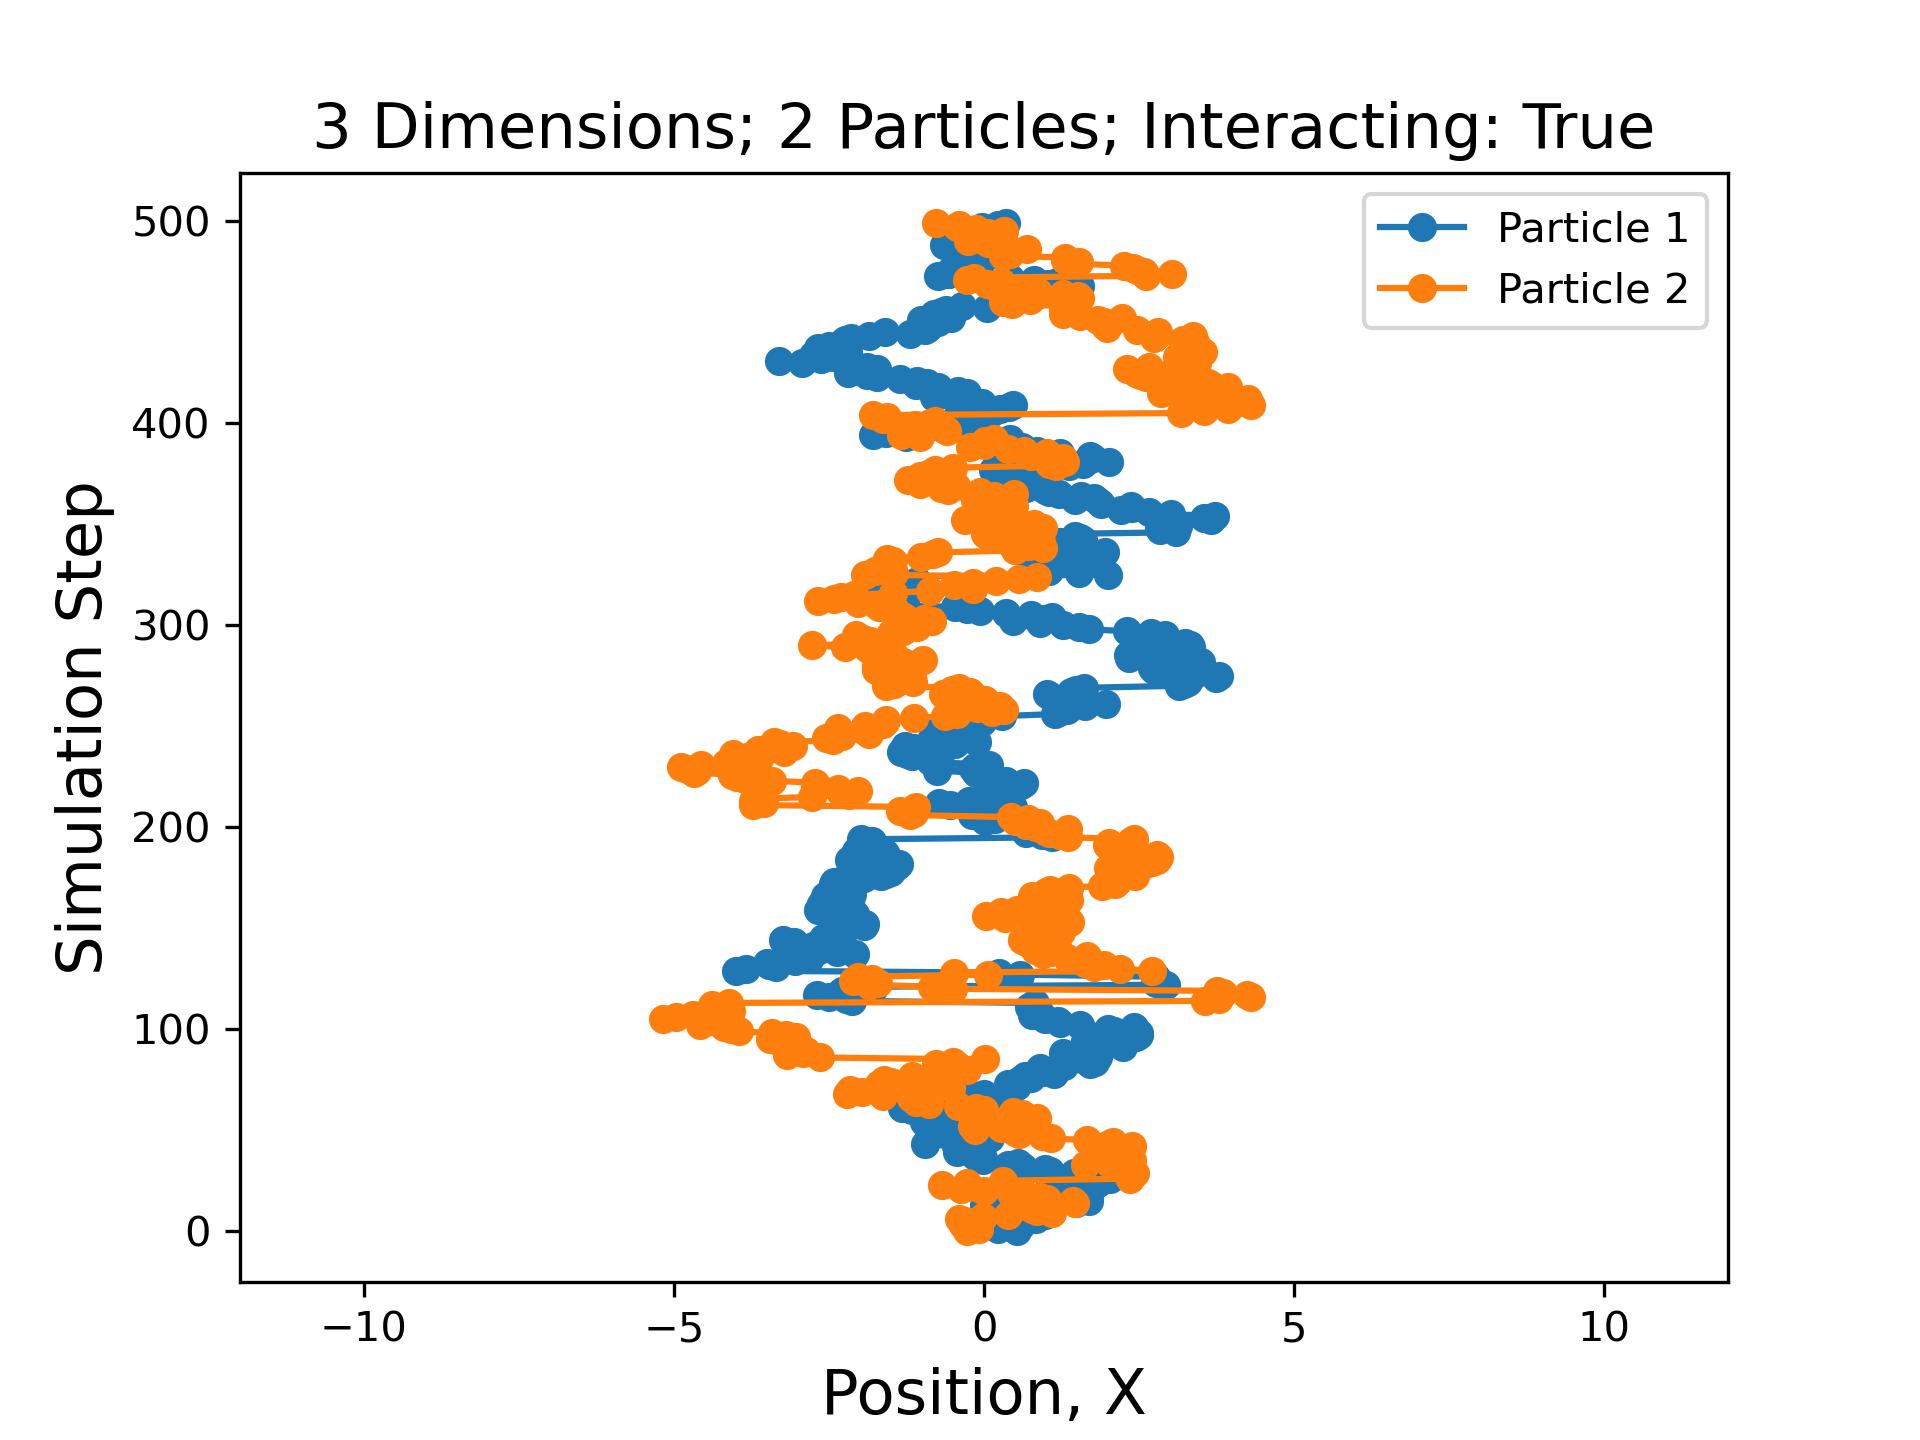 3 Dimensions; 2 Particles; Interacting: True
Particle 1
Particle 2
500
400
300
200
100
0
Simulation Step
−10
−5
0
5
10
Position, X